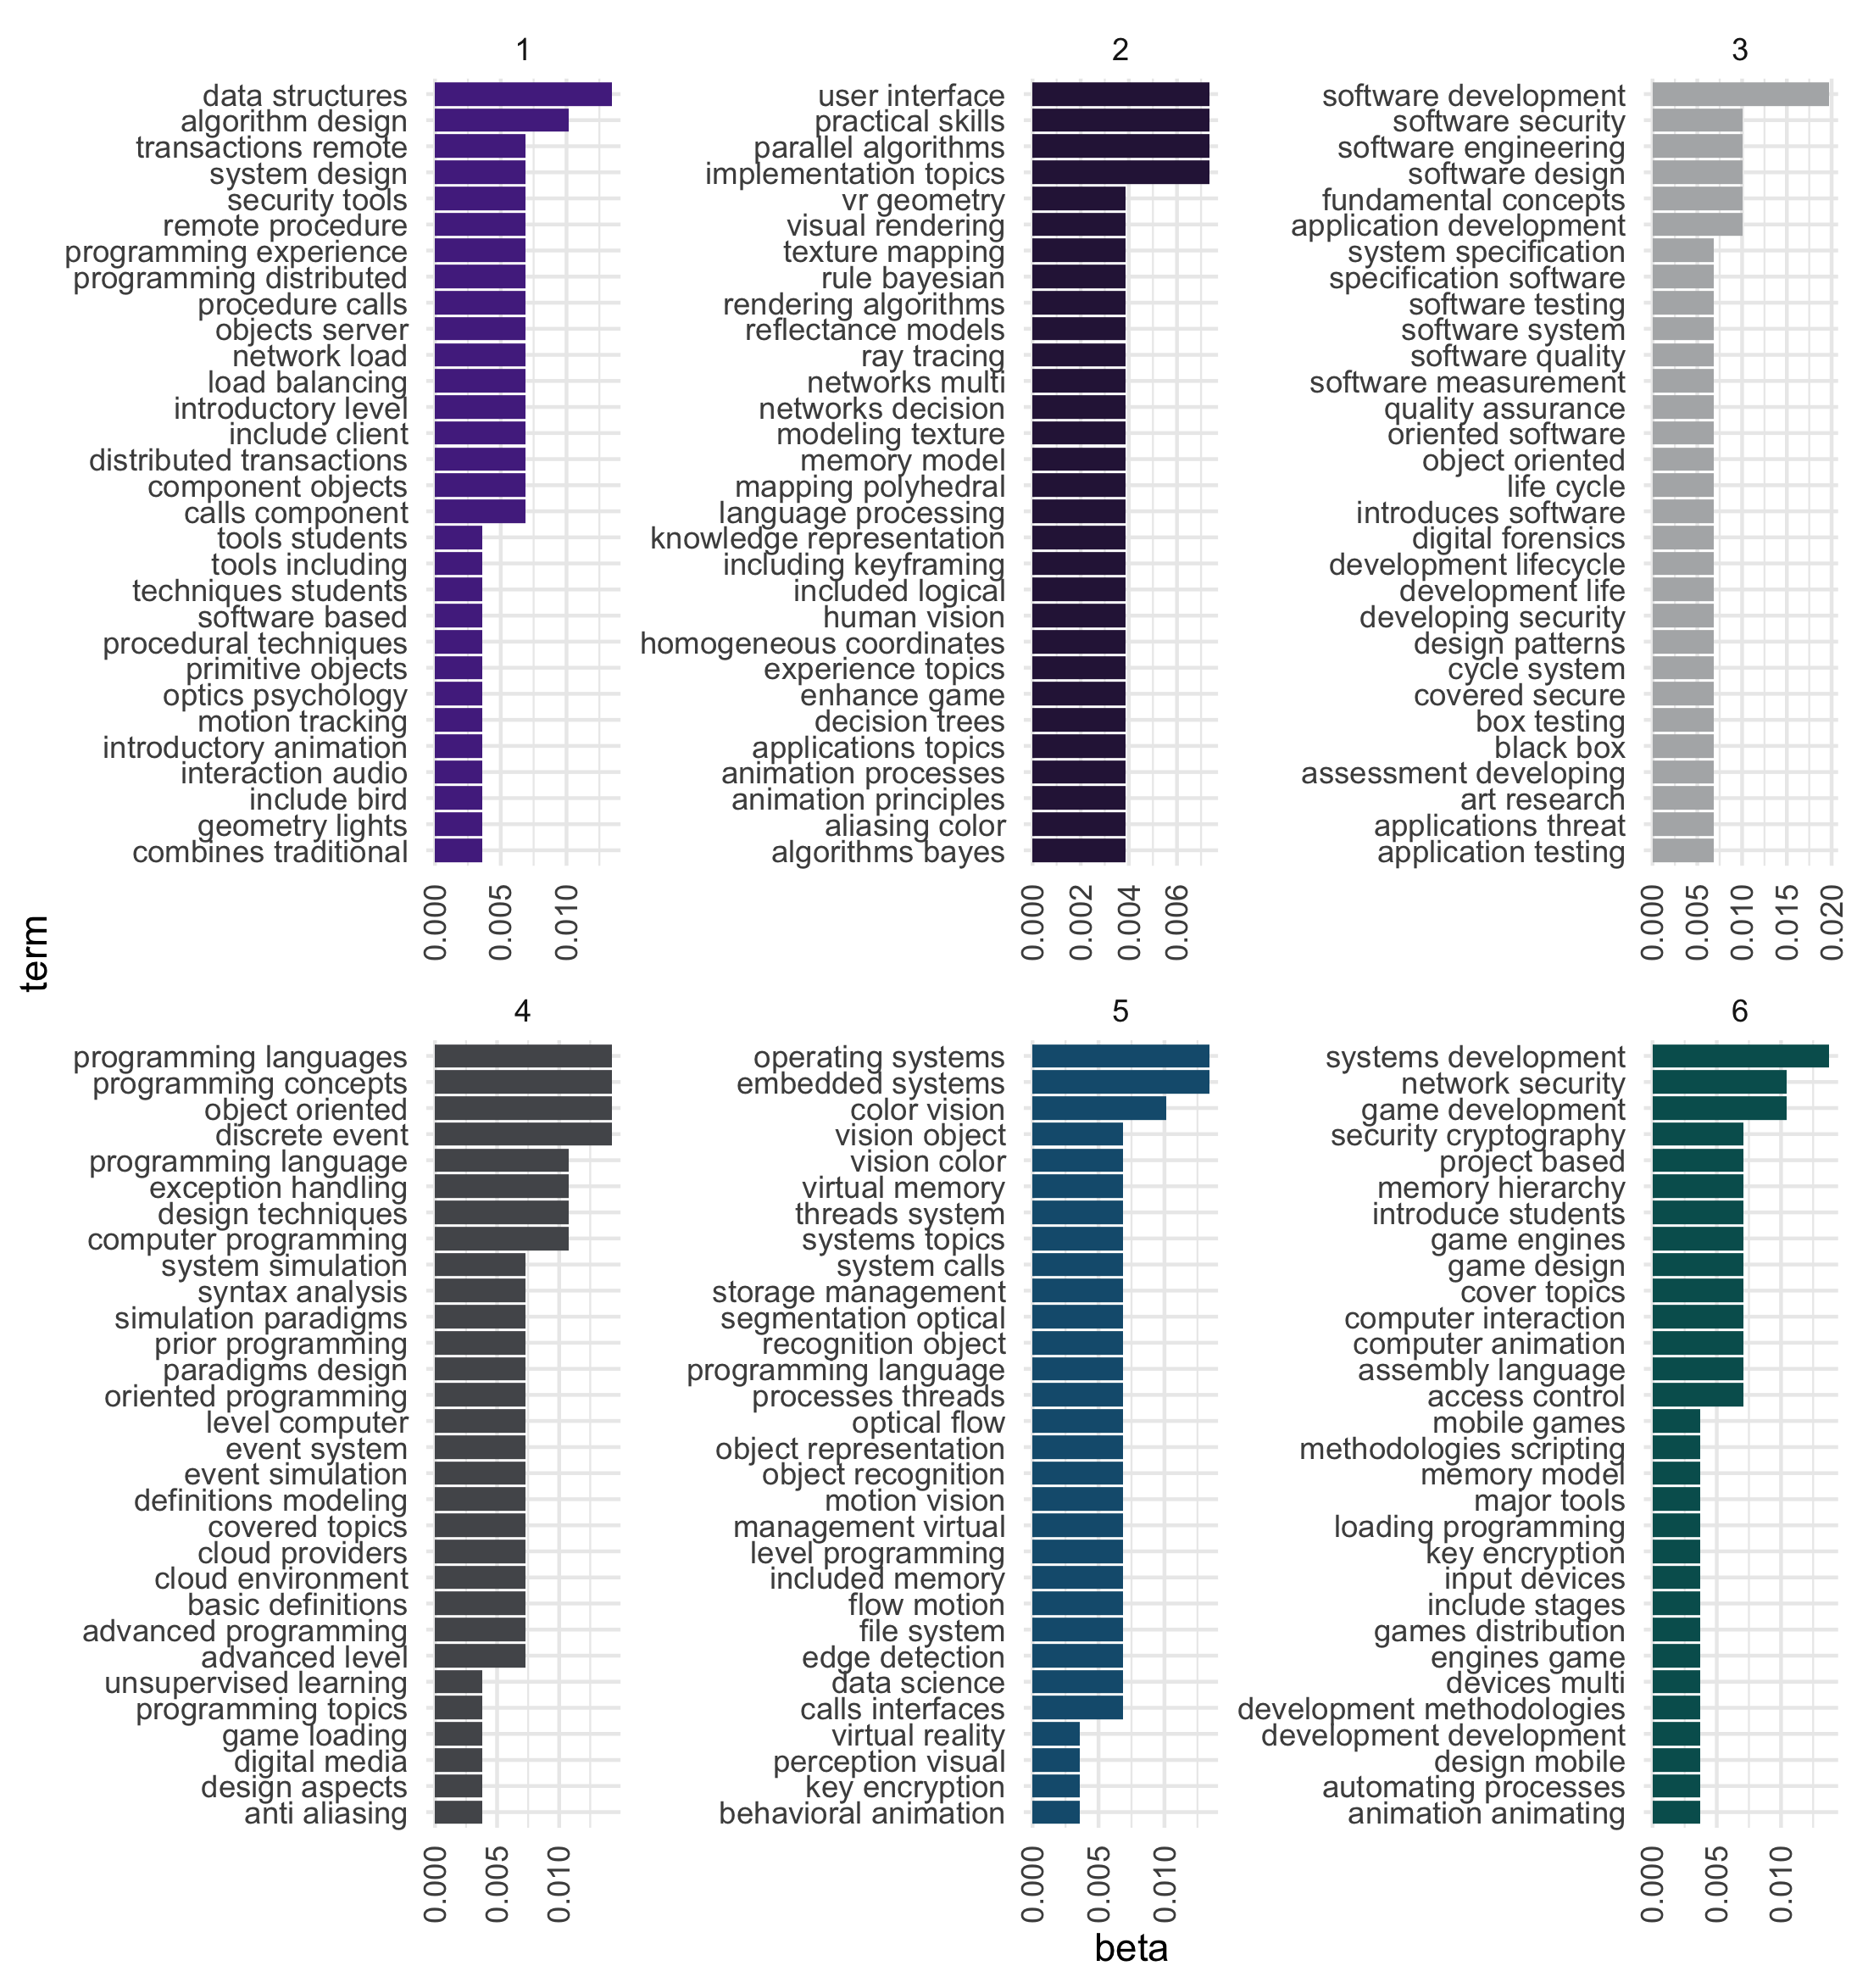 1
data structures
algorithm design
transactions remote
system design
security tools
remote procedure
programming experience
programming distributed
procedure calls
objects server
network load
load balancing
introductory level
include client
distributed transactions
component objects
calls component
tools students
tools including
techniques students
software based
procedural techniques
primitive objects
optics psychology
motion tracking
introductory animation
interaction audio
include bird
geometry lights
combines traditional
0.000
0.005
0.010
2
user interface
practical skills
parallel algorithms
implementation topics
vr geometry
visual rendering
texture mapping
rule bayesian
rendering algorithms
reflectance models
ray tracing
networks multi
networks decision
modeling texture
memory model
mapping polyhedral
language processing
knowledge representation
including keyframing
included logical
human vision
homogeneous coordinates
experience topics
enhance game
decision trees
applications topics
animation processes
animation principles
aliasing color
algorithms bayes
0.000
0.002
0.004
0.006
3
software development
software security
software engineering
software design
fundamental concepts
application development
system specification
specification software
software testing
software system
software quality
software measurement
quality assurance
oriented software
object oriented
life cycle
introduces software
digital forensics
development lifecycle
development life
developing security
design patterns
cycle system
covered secure
box testing
black box
assessment developing
art research
applications threat
application testing
0.000
0.005
0.010
0.015
0.020
term
4
programming languages
programming concepts
object oriented
discrete event
programming language
exception handling
design techniques
computer programming
system simulation
syntax analysis
simulation paradigms
prior programming
paradigms design
oriented programming
level computer
event system
event simulation
definitions modeling
covered topics
cloud providers
cloud environment
basic definitions
advanced programming
advanced level
unsupervised learning
programming topics
game loading
digital media
design aspects
anti aliasing
0.000
0.005
0.010
5
operating systems
embedded systems
color vision
vision object
vision color
virtual memory
threads system
systems topics
system calls
storage management
segmentation optical
recognition object
programming language
processes threads
optical flow
object representation
object recognition
motion vision
management virtual
level programming
included memory
flow motion
file system
edge detection
data science
calls interfaces
virtual reality
perception visual
key encryption
behavioral animation
0.000
0.005
0.010
6
systems development
network security
game development
security cryptography
project based
memory hierarchy
introduce students
game engines
game design
cover topics
computer interaction
computer animation
assembly language
access control
mobile games
methodologies scripting
memory model
major tools
loading programming
key encryption
input devices
include stages
games distribution
engines game
devices multi
development methodologies
development development
design mobile
automating processes
animation animating
0.000
0.005
0.010
beta